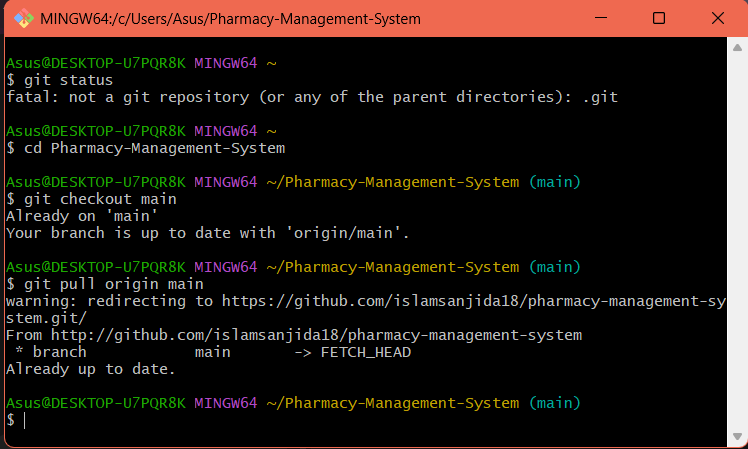 MINGW64:/c/Users/Asus/Pharmacy-Management-System
Asus@DESKTOP-U7PQR8K MINGW64 ~
$ git status
fatal: not a git repository (or any of the parent directories): .git
Asus@DESKTOP-U7PQR8K MINGW64 ~
$ cd Pharmacy-Management-System
Asus@DESKTOP-U7PQR8K MINGW64 ~/Pharmacy-Management-System (main)
$ git checkout main
Already on 'main'
Your branch is up to date with 'origin/main'.
Asus@DESKTOP-U7PQR8K MINGW64 ~/Pharmacy-Management-System (main)
$ git pull origin main
warning: redirecting to https://github.com/islamsanjida18/pharmacy-management-sy
stem.git/
From http://github.com/islamsanjida18/pharmacy-management-system
 * branch            main       -> FETCH_HEAD
Already up to date.
Asus@DESKTOP-U7PQR8K MINGW64 ~/Pharmacy-Management-System (main)
$